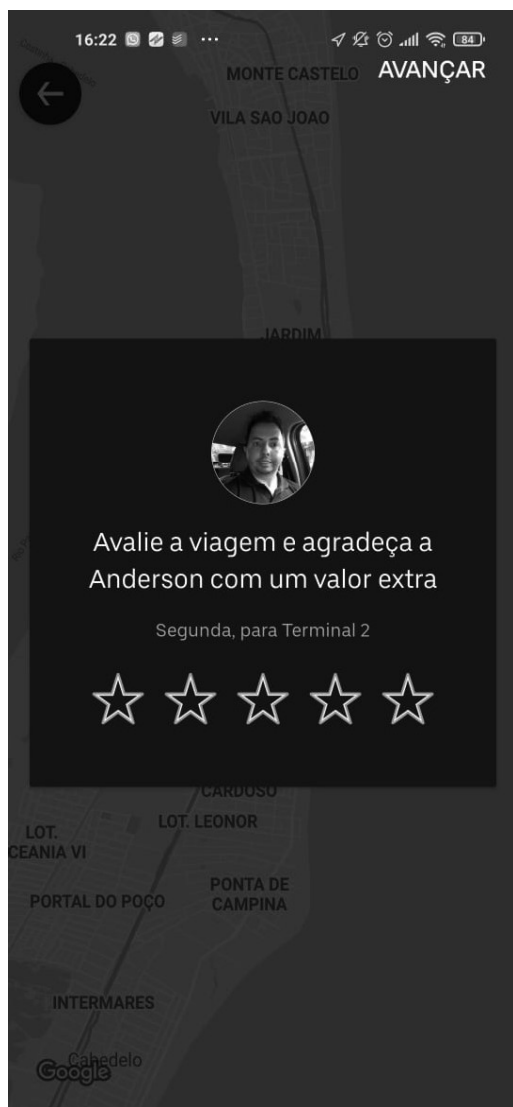 16:22
84
AVANÇAR
MONTE CASTELO
VILA SAO JOAO
JARDIM
Avalie a viagem e agradeça a
Anderson com um valor extra
Segunda, para Terminal 2
CARDOSO
LOT. LEONOR
LOT.
CEANIA VI
PONTA DE
CAMPINA
PORTAL DO POÇO
INTERMARES
Cabedelo
Google